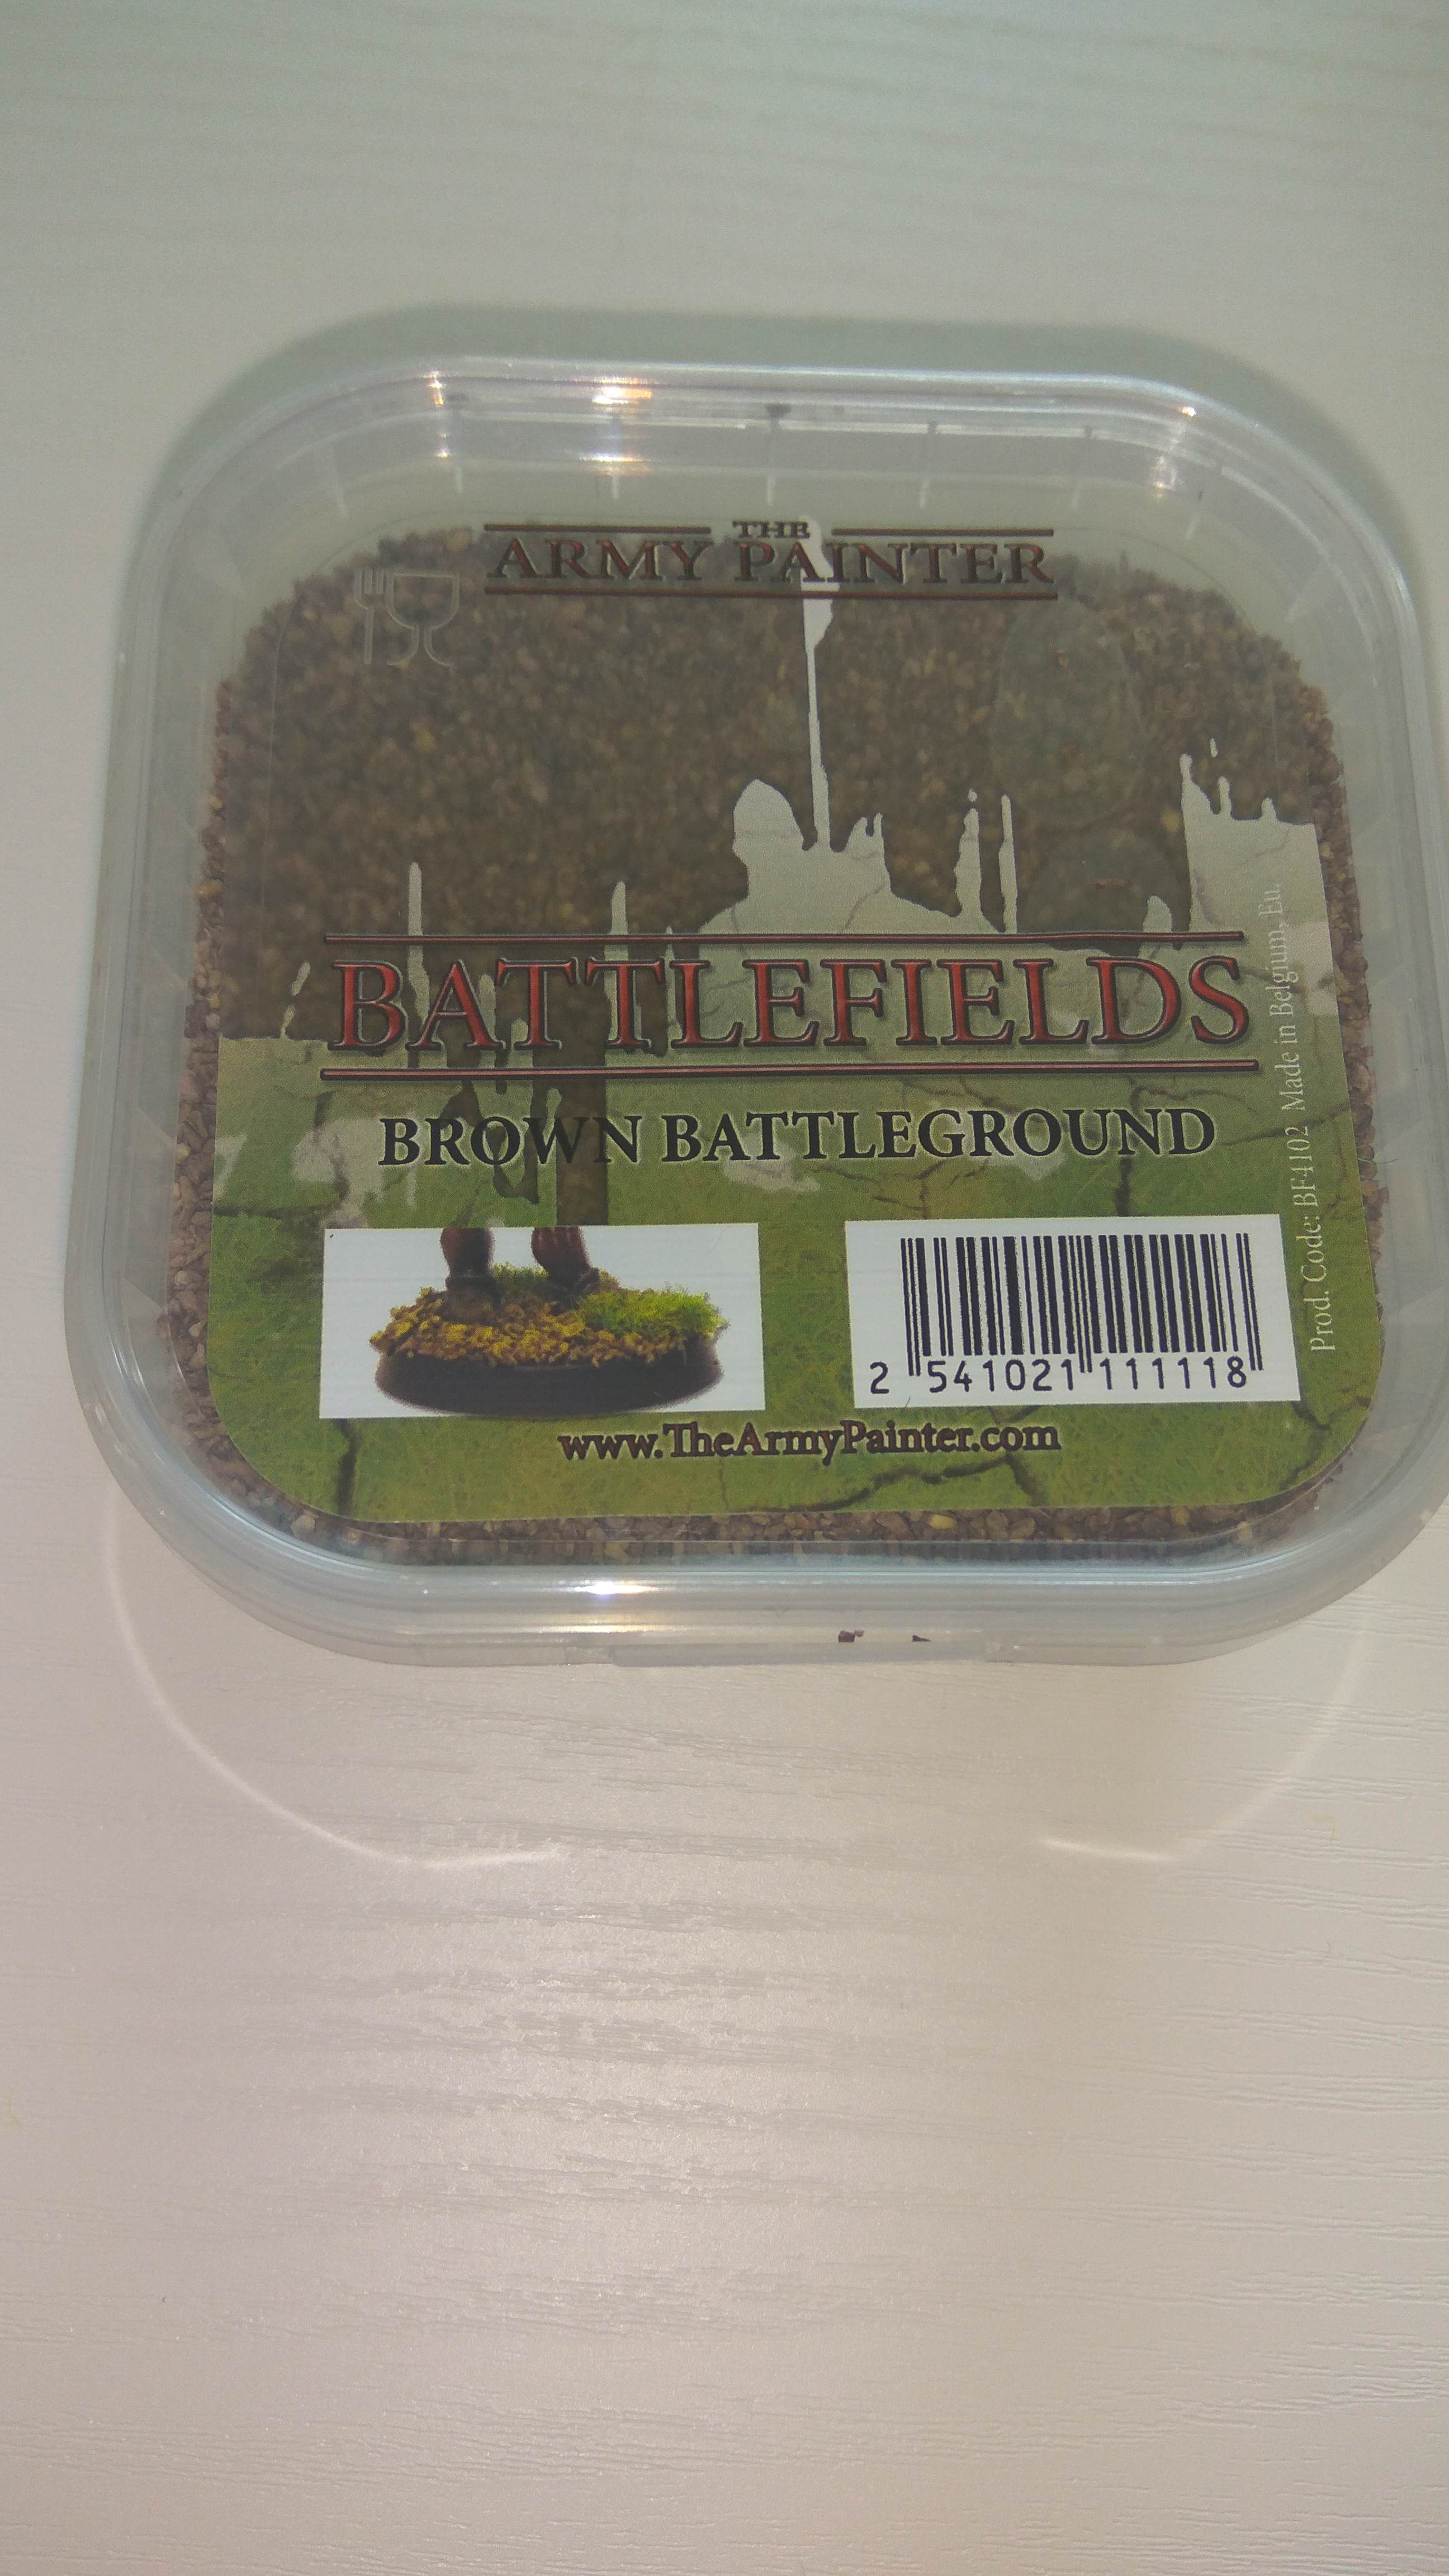 THE
ARMY PAINTER
BATTLEFIELDS
BROWN BATTLEGROUND
2 541021 111118
www.TheArmyPainter.com
Prod. Code: BF4102 Made in Belgium, Eu.